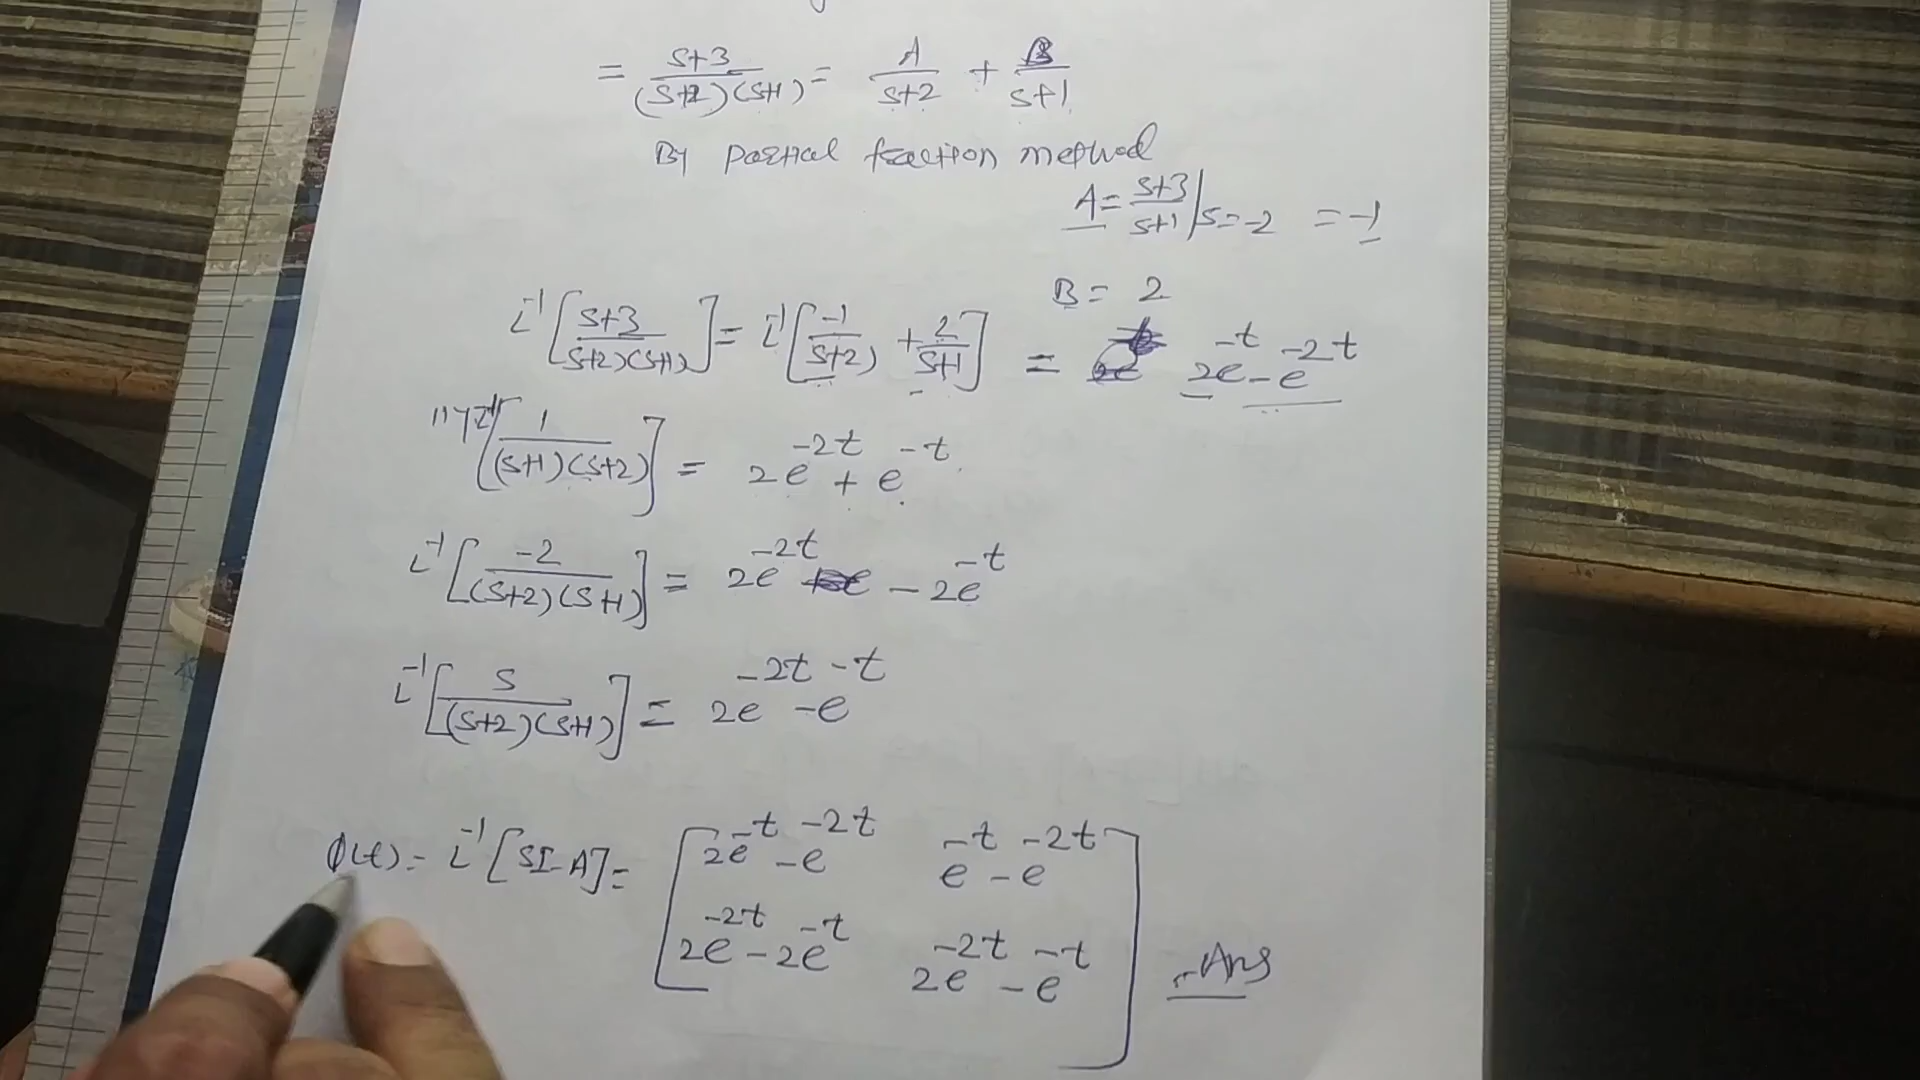 = s+3/(s+2)(s+1) = A/s+2 + B/s+1
By partial fraction method
A = s+3/s+1 | s=-2 = -1
B = 2
L⁻¹[s+3/(s+2)(s+1)] = L⁻¹[-1/(s+2) + 2/s+1] = 2e^-t - e^-2t
L⁻¹[1/(s+1)(s+2)] = 2e^-2t + e^-t
L⁻¹[-2/(s+2)(s+1)] = 2e^-2t - 2e^-t
L⁻¹[s/(s+2)(s+1)] = 2e^-2t - e^-t
ϕ(t) = L⁻¹[SI-A] = [2e^-t - e^-2t e^-t - e^-2t
2e^-2t - 2e^-t 2e^-2t - e^-t] Ans